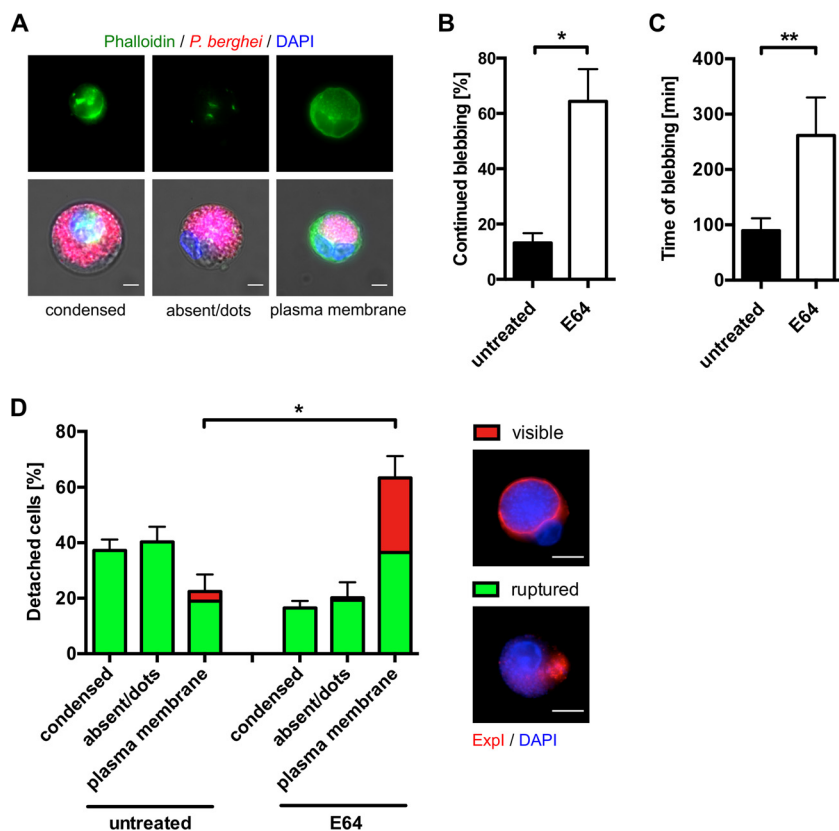 A
Phalloidin / P. berghei / DAPI
condensed
absent/dots
plasma membrane
B
Continued blebbing [%]
80
60
40
20
0
*
untreated
E64
C
Time of blebbing [min]
400
300
200
100
0
**
untreated
E64
D
Detached cells [%]
80
60
40
20
0
*
condensed
absent/dots
plasma membrane
condensed
absent/dots
plasma membrane
untreated
E64
visible
ruptured
ExpI / DAPI